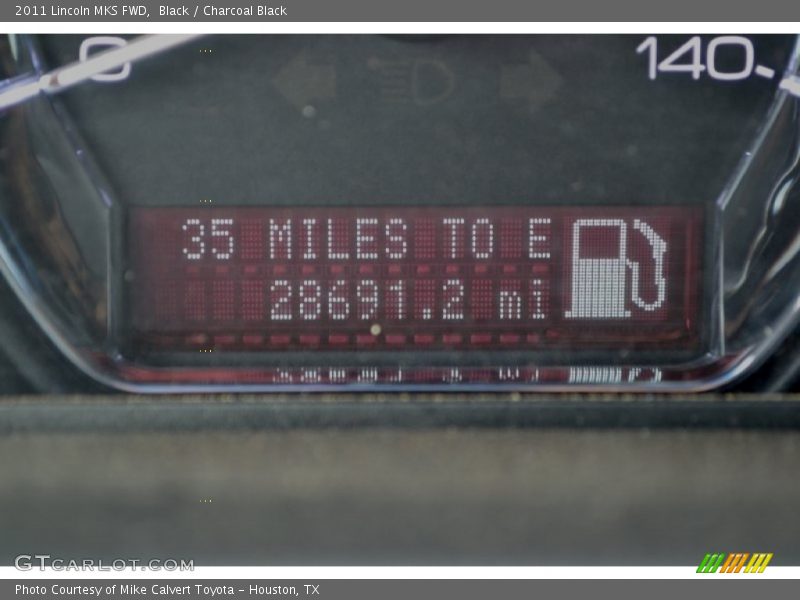 2011 Lincoln MKS FWD, Black / Charcoal Black
0
140
35 MILES TO E
28691.2 mi
GTCARLOT.COM
Photo Courtesy of Mike Calvert Toyota – Houston, TX